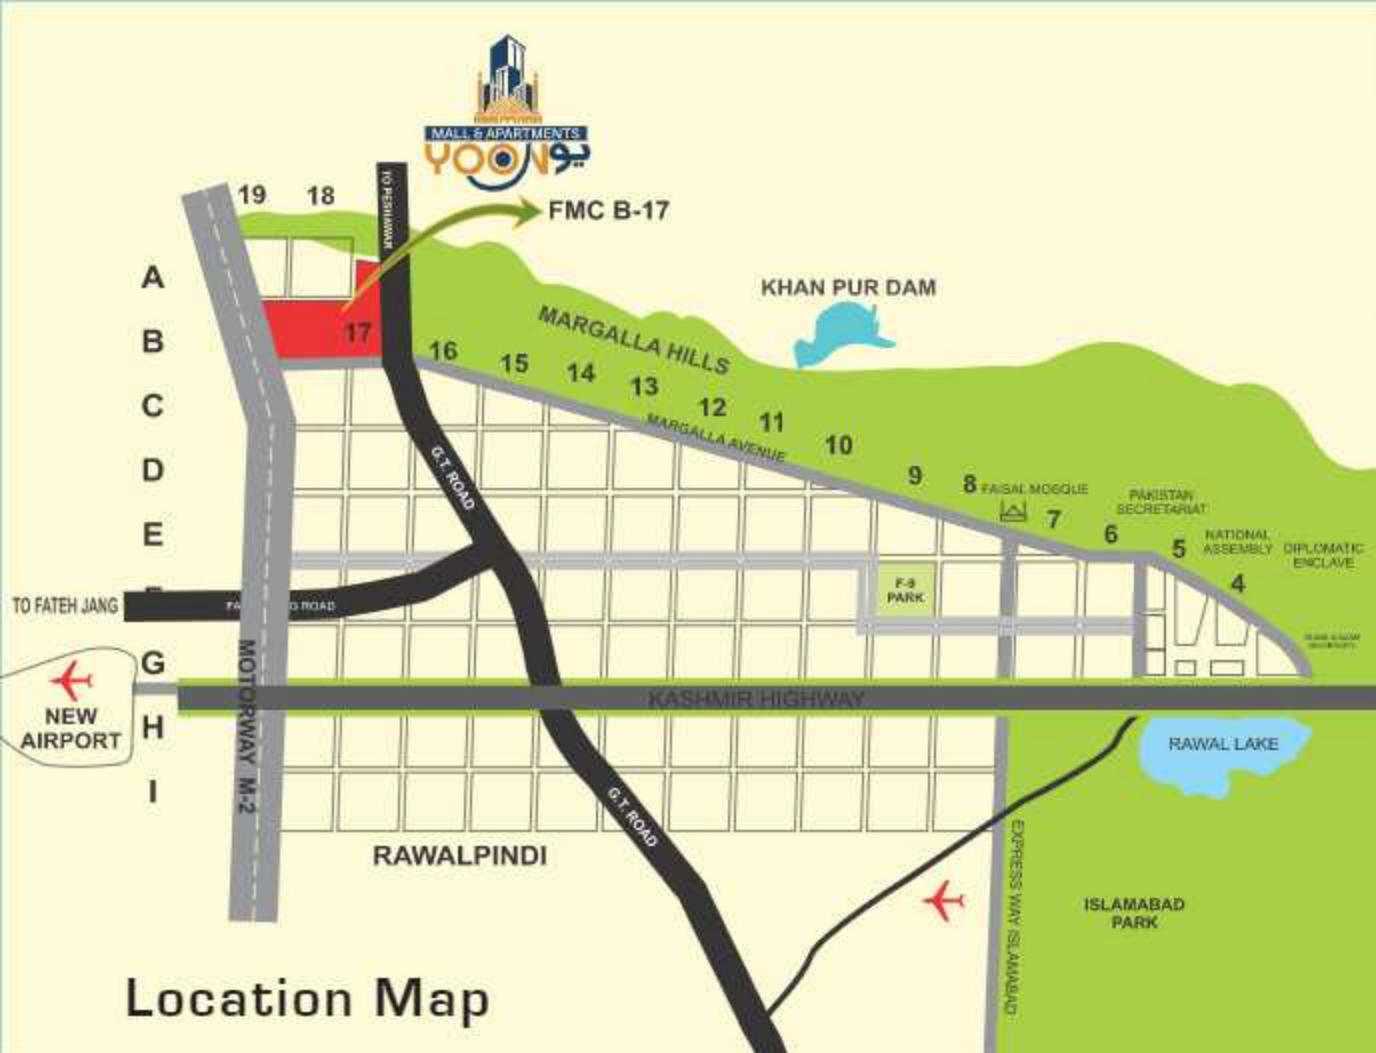 MALL & APARTMENTS
YOON یو
TO PESHAWAR
19
18
FMC B-17
A
KHAN PUR DAM
MARGALLA HILLS
B
17
16
15
14
13
12
11
10
9
8
7
6
5
4
MARGALLA AVENUE
C
D
G.T. ROAD
FAISAL MOSQUE
PAKISTAN
SECRETARIAT
NATIONAL
ASSEMBLY
DIPLOMATIC
ENCLAVE
E
F-9
PARK
TO FATEH JANG
G ROAD
G
MOTORWAY M-2
KASHMIR HIGHWAY
NEW
AIRPORT
H
RAWAL LAKE
I
G.T. ROAD
RAWALPINDI
EXPRESS WAY ISLAMABAD
ISLAMABAD
PARK
Location Map